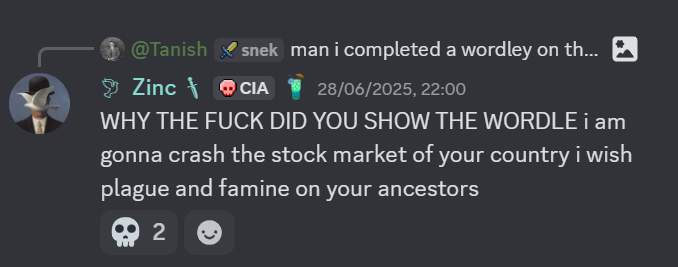 @Tanish snek man i completed a wordley on th...
Zinc CIA 28/06/2025, 22:00
WHY THE FUCK DID YOU SHOW THE WORDLE i am
gonna crash the stock market of your country i wish
plague and famine on your ancestors
2